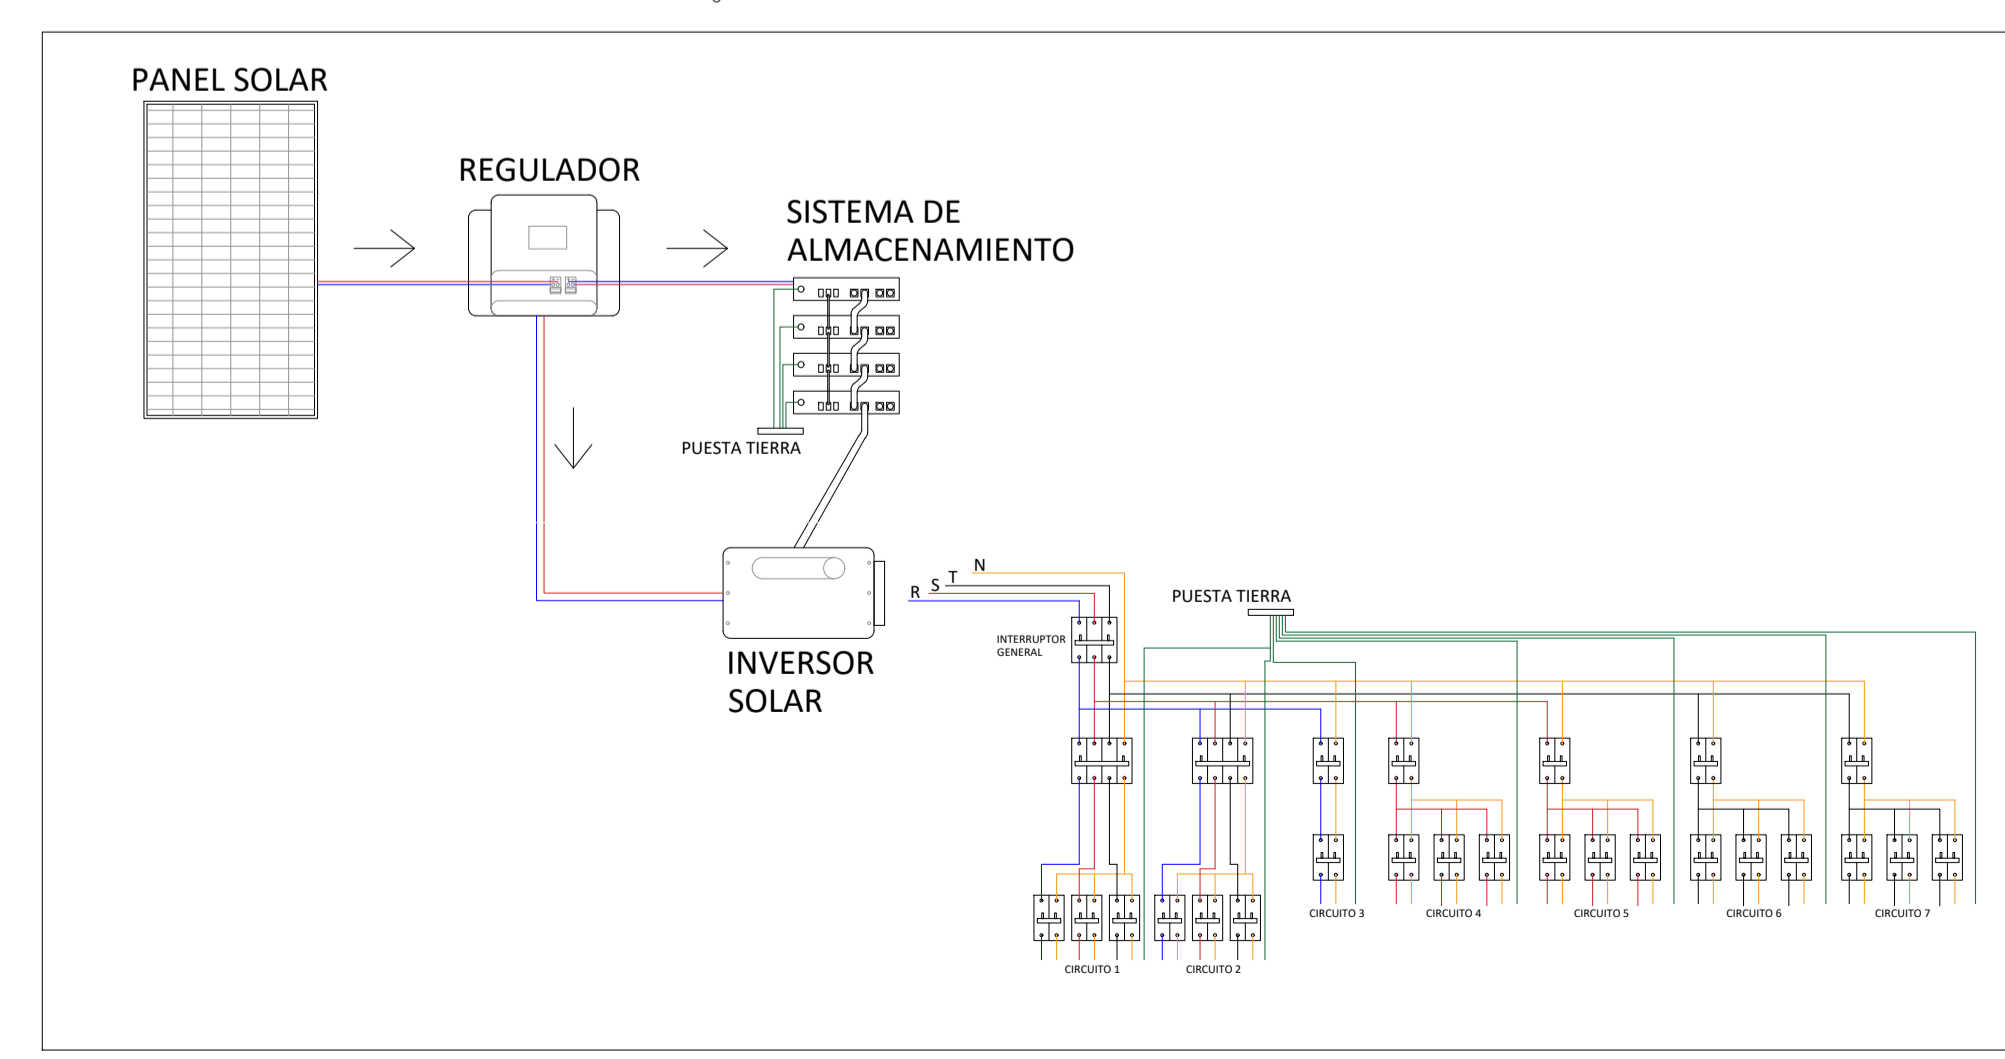 PANEL SOLAR
REGULADOR
SISTEMA DE
ALMACENAMIENTO
PUESTA TIERRA
INVERSOR
SOLAR
R
S
T
N
INTERRUPTOR
GENERAL
PUESTA TIERRA
CIRCUITO 1
CIRCUITO 2
CIRCUITO 3
CIRCUITO 4
CIRCUITO 5
CIRCUITO 6
CIRCUITO 7